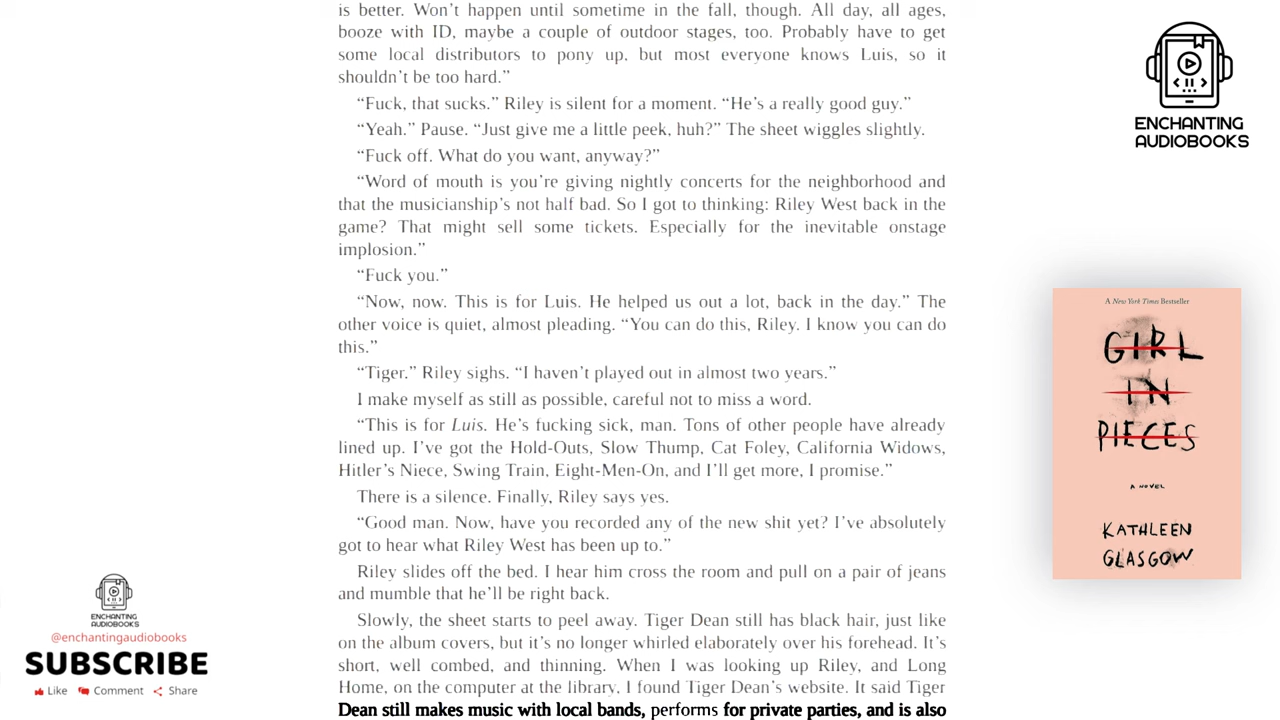 is better. Won’t happen until sometime in the fall, though. All day, all ages,
booze with ID, maybe a couple of outdoor stages, too. Probably have to get
some local distributors to pony up, but most everyone knows Luis, so it
shouldn’t be too hard.”
“Fuck, that sucks.” Riley is silent for a moment. “He’s a really good guy.”
“Yeah.” Pause. “Just give me a little peek, huh?” The sheet wiggles slightly.
“Fuck off. What do you want, anyway?”
“Word of mouth is you’re giving nightly concerts for the neighborhood and
that the musicianship’s not half bad. So I got to thinking: Riley West back in the
game? That might sell some tickets. Especially for the inevitable onstage
implosion.”
“Fuck you.”
“Now, now. This is for Luis. He helped us out a lot, back in the day.” The
other voice is quiet, almost pleading. “You can do this, Riley. I know you can do
this.”
“Tiger.” Riley sighs. “I haven’t played out in almost two years.”
I make myself as still as possible, careful not to miss a word.
“This is for Luis. He’s fucking sick, man. Tons of other people have already
lined up. I’ve got the Hold-Outs, Slow Thump, Cat Foley, California Widows,
Hitler’s Niece, Swing Train, Eight-Men-On, and I’ll get more, I promise.”
There is a silence. Finally, Riley says yes.
“Good man. Now, have you recorded any of the new shit yet? I’ve absolutely
got to hear what Riley West has been up to.”
Riley slides off the bed. I hear him cross the room and pull on a pair of jeans
and mumble that he’ll be right back.
Slowly, the sheet starts to peel away. Tiger Dean still has black hair, just like
on the album covers, but it’s no longer whirled elaborately over his forehead. It’s
short, well combed, and thinning. When I was looking up Riley, and Long
Home, on the computer at the library, I found Tiger Dean’s website. It said Tiger
Dean still makes music with local bands, performs for private parties, and is also
ENCHANTING
AUDIOBOOKS
A New York Times Bestseller
GIRL
IN
PIECES
A NOVEL
KATHLEEN
GLASGOW
ENCHANTING
AUDIOBOOKS
@enchantingaudiobooks
SUBSCRIBE
Like Comment Share